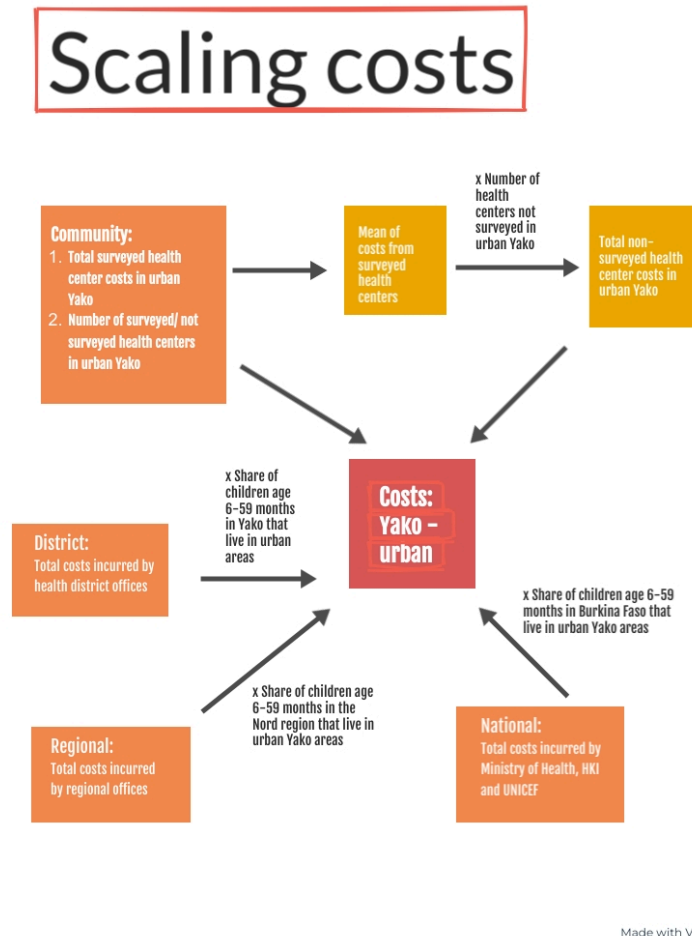 Scaling costs
x Number of
health
centers not
surveyed in
urban Yako
Community:
1. Total surveyed health
center costs in urban
Yako
2. Number of surveyed/ not
surveyed health centers
in urban Yako
Mean of
costs from
surveyed
health
centers
Total non-
surveyed health
center costs in
urban Yako
x Share of
children age
6-59 months
in Yako that
live in urban
areas
Costs:
Yako -
urban
District:
Total costs incurred by
health district offices
x Share of children age 6-59
months in Burkina Faso that
live in urban Yako areas
x Share of children age
6-59 months in the
Nord region that live in
urban Yako areas
Regional:
Total costs incurred
by regional offices
National:
Total costs incurred by
Ministry of Health, HKI
and UNICEF
Made with V